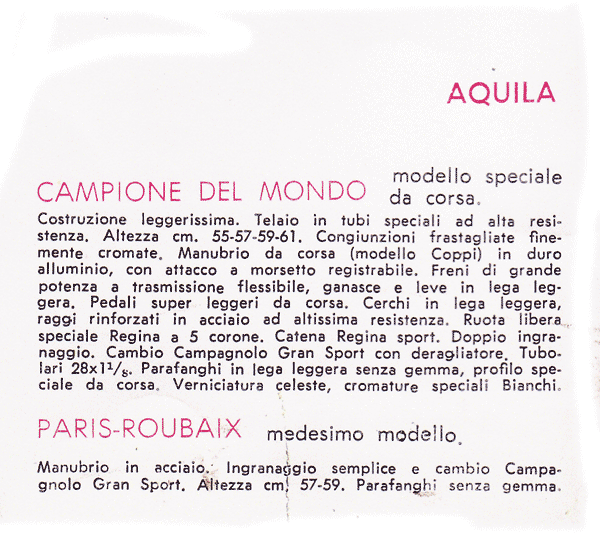 AQUILA
CAMPIONE DEL MONDO modello speciale
da corsa.
Costruzione leggerissima. Telaio in tubi speciali ad alta resi-
stenza. Altezza cm. 55-57-59-61. Congiunzioni frastagliate fine-
mente cromate. Manubrio da corsa (modello Coppi) in duro
alluminio, con attacco a morsetto registrabile. Freni di grande
potenza a trasmissione flessibile, ganasce e leve in lega leg-
gera. Pedali super leggeri da corsa. Cerchi in lega leggera,
raggi rinforzati in acciaio ad altissima resistenza. Ruota libera
speciale Regina a 5 corone. Catena Regina sport. Doppio ingra-
naggio. Cambio Campagnolo Gran Sport con deragliatore. Tubo-
lari 28x1 1/8. Parafanghi in lega leggera senza gemma, profilo spe-
ciale da corsa. Verniciatura celeste, cromature speciali Bianchi.
PARIS-ROUBAIX medesimo modello.
Manubrio in acciaio. Ingranaggio semplice e cambio Campa-
gnolo Gran Sport. Altezza cm. 57-59. Parafanghi senza gemma.